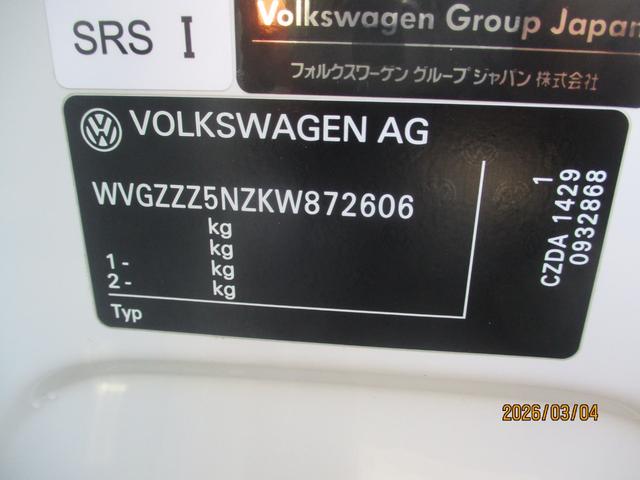 SRS I
Volkswagen Group Japan
フォルクスワーゲン グループ ジャパン 株式会社
VOLKSWAGEN AG
WVGZZZ5NZKW872606
kg
kg
1- kg
2- kg
Typ
1
CZDA 1429
0932868
2026/03/04